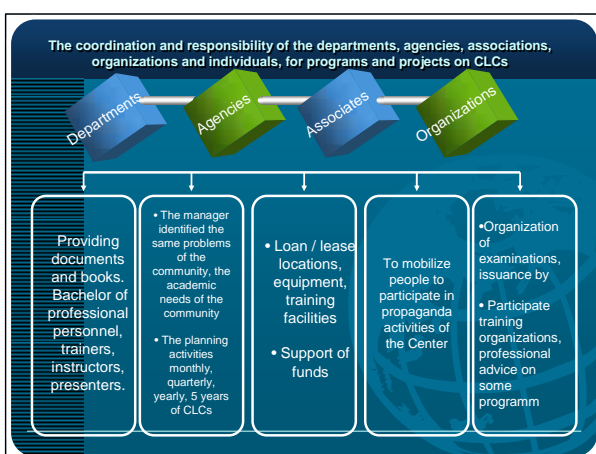 The coordination and responsibility of the departments, agencies, associations,
organizations and individuals, for programs and projects on CLCs
Departments
Agencies
Associates
Organizations
Providing
documents
and books.
Bachelor of
professional
personnel,
trainers,
instructors,
presenters.
• The manager
identified the
same problems
of the
community, the
academic
needs of the
community
• The planning
activities
monthly,
quarterly,
yearly, 5 years
of CLCs
• Loan / lease
locations,
equipment,
training
facilities
• Support of
funds
To mobilize
people to
participate in
propaganda
activities of
the Center
•Organization
of
examinations,
issuance by
• Participate
training
organizations,
professional
advice on
some
programm